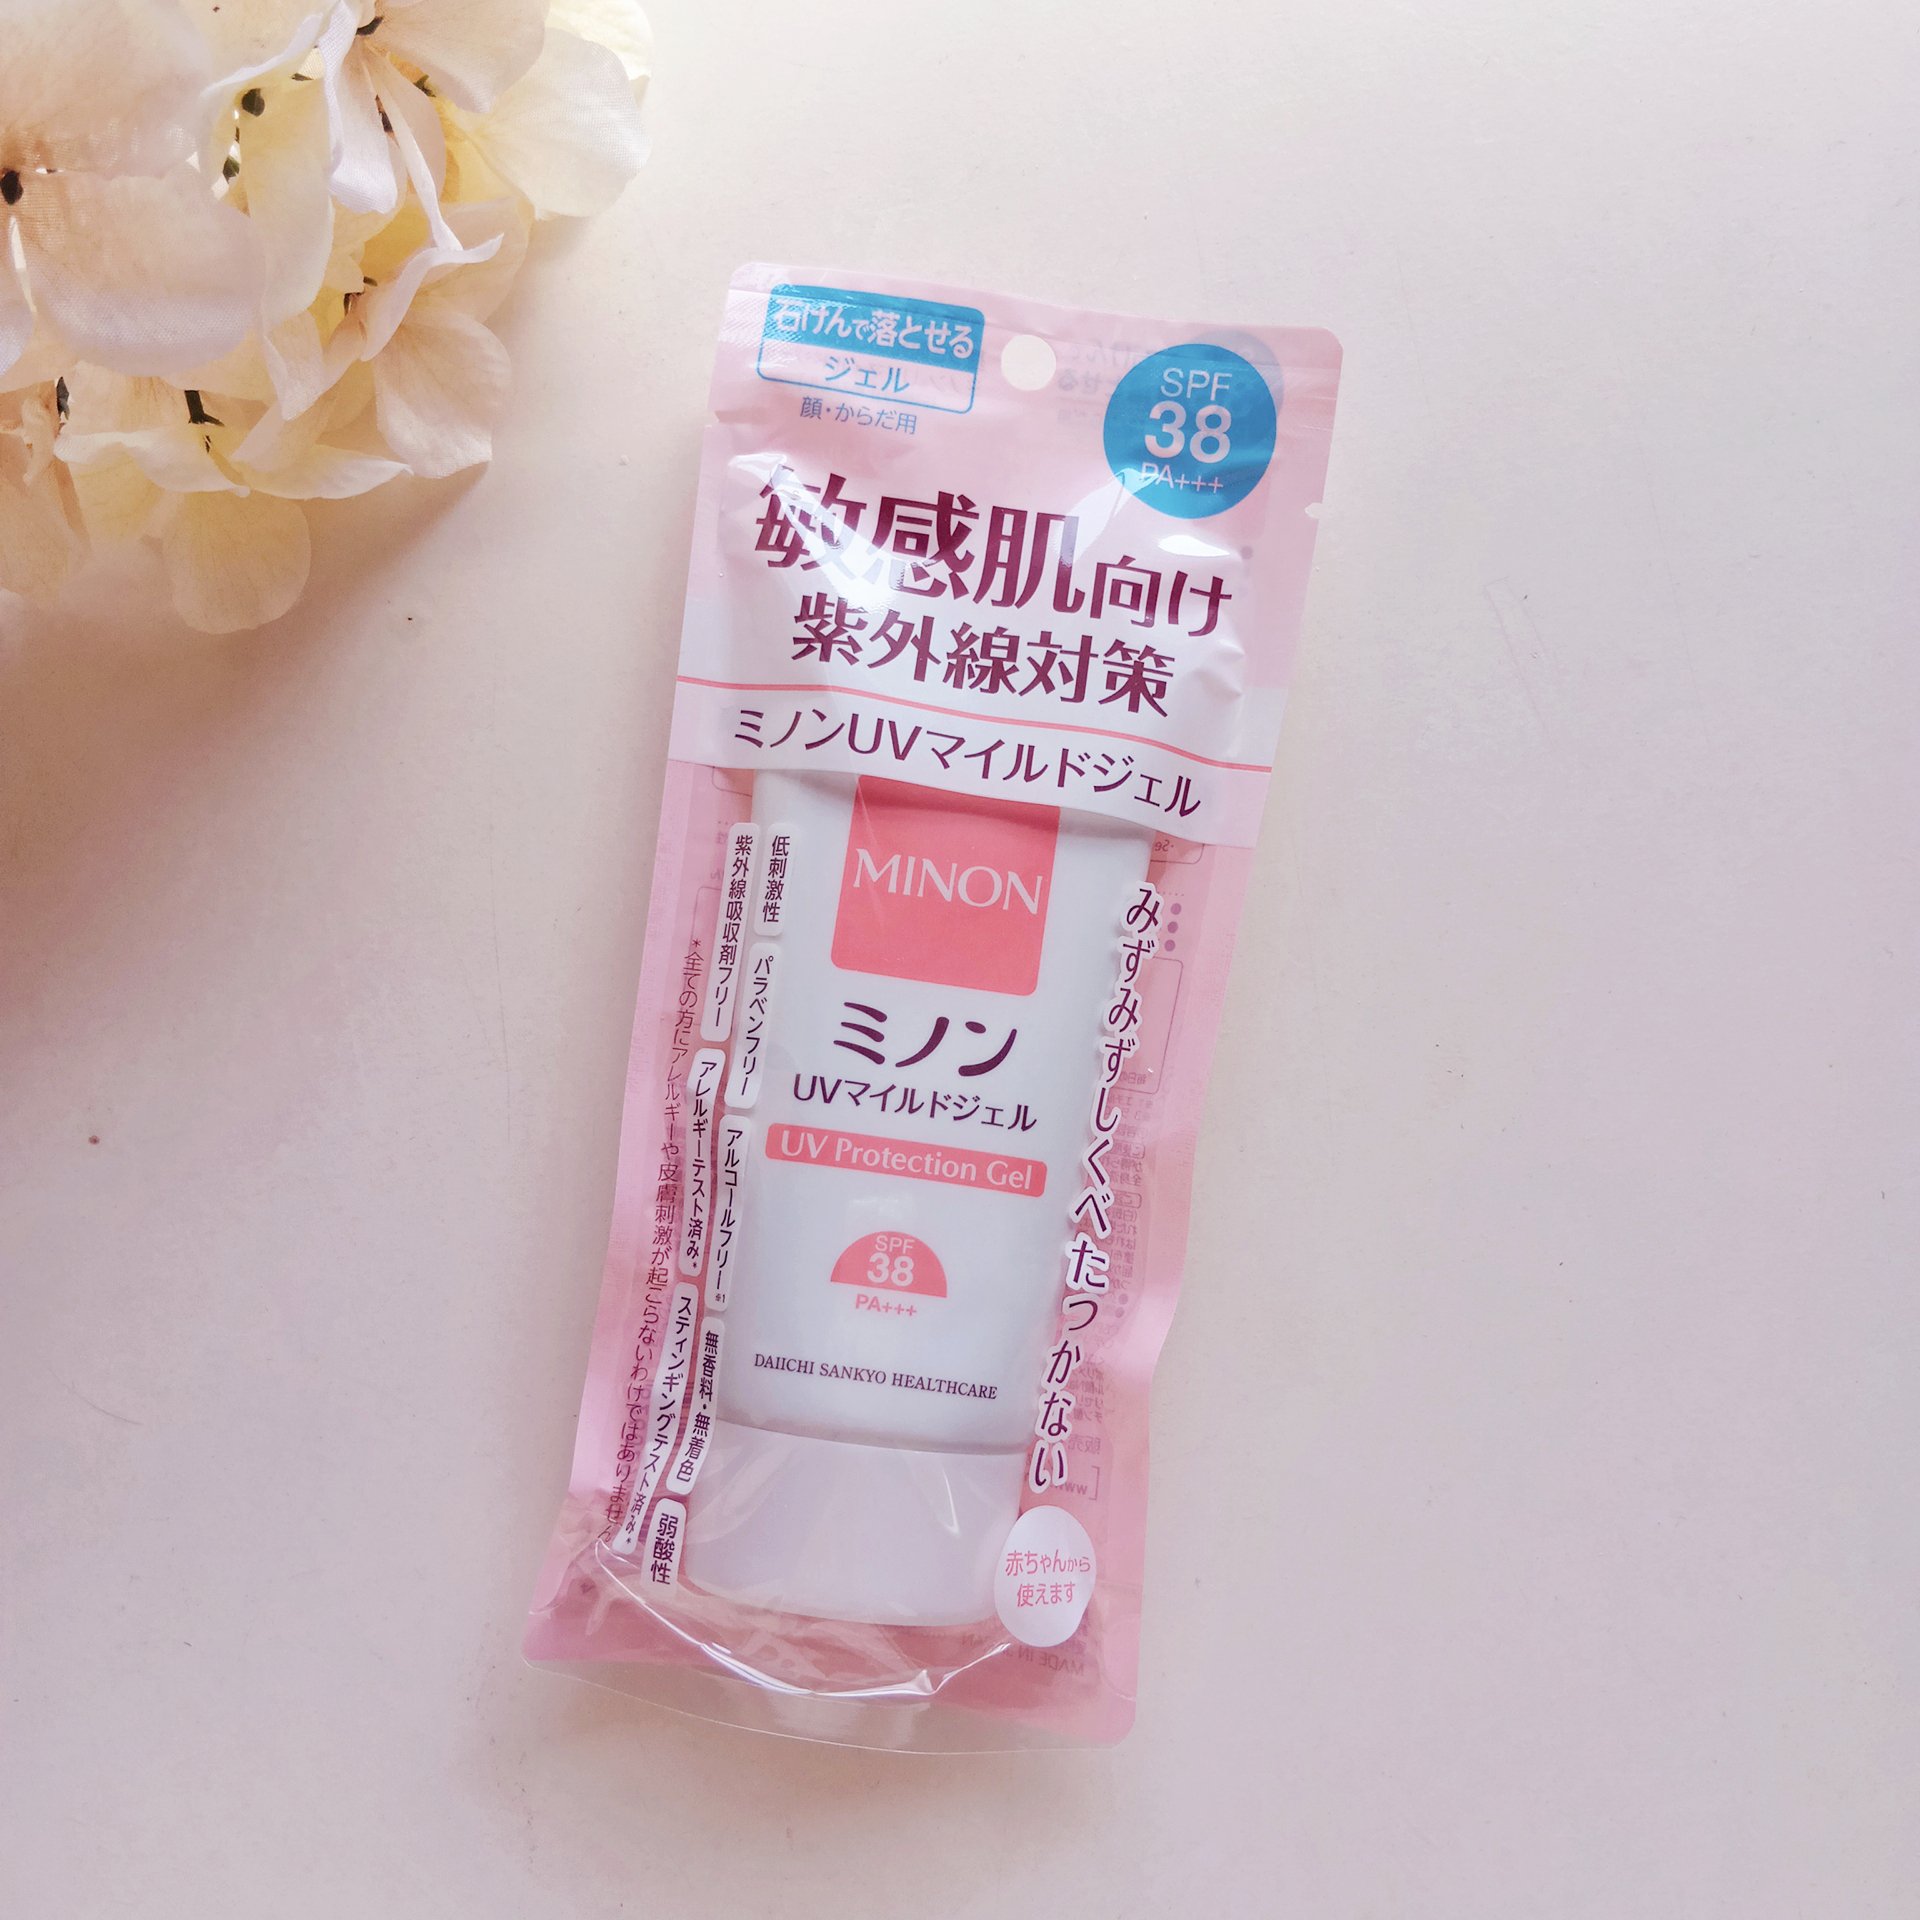 石けんで落とせる
ジェル
顔・からだ用
SPF
38
PA+++
敏感肌向け
紫外線対策
ミノンUVマイルドジェル
MINON
ミノン
UVマイルドジェル
UV Protection Gel
SPF
38
PA+++
DAIICHI SANKYO HEALTHCARE
みずみずしくべたつかない
低刺激性
パラベンフリー
アルコールフリー※1
無香料・無着色
弱酸性
紫外線吸収剤フリー
アレルギーテスト済み*
スティンギングテスト済み*
*全ての方にアレルギーや皮膚刺激が起こらないわけではありません
赤ちゃんから
使えます